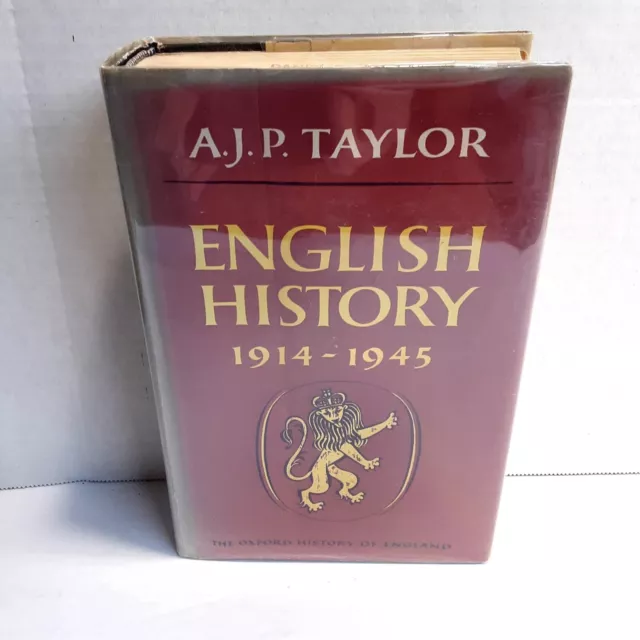 A.J.P. TAYLOR
ENGLISH
HISTORY
1914-1945
THE OXFORD HISTORY OF ENGLAND